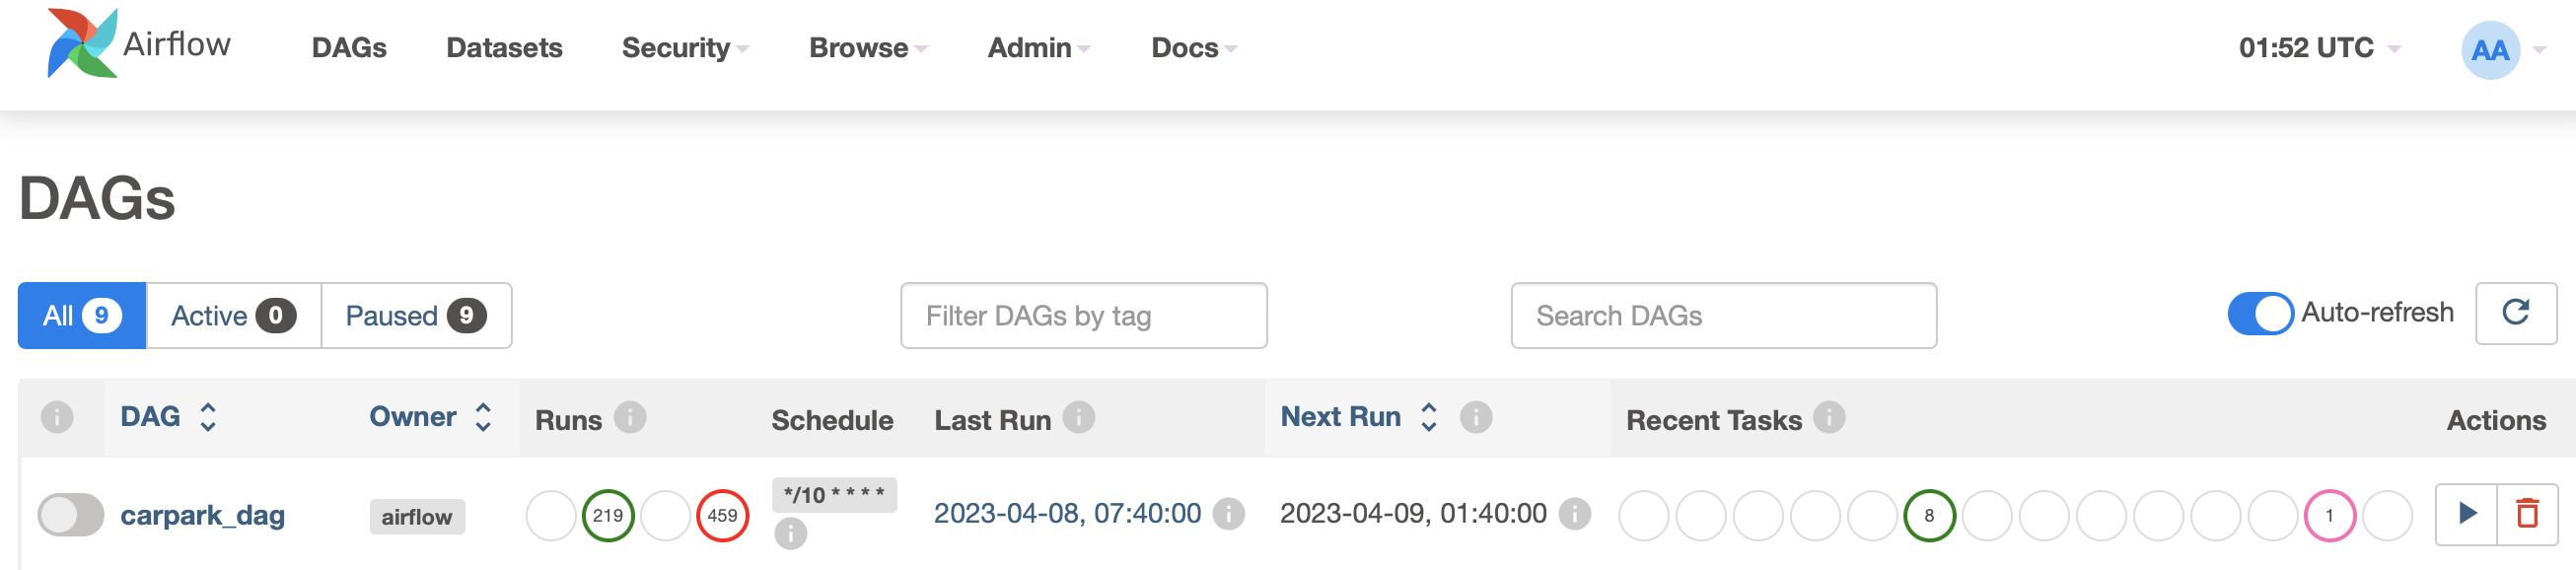 Airflow DAGs Datasets Security Browse Admin Docs 01:52 UTC AA
DAGs
All 9 Active 0 Paused 9 Filter DAGs by tag Search DAGs Auto-refresh
i DAG Owner Runs i Schedule Last Run i Next Run i Recent Tasks i Actions
carpark_dag airflow 219 459 */10 * * * * i 2023-04-08, 07:40:00 i 2023-04-09, 01:40:00 i 8 1